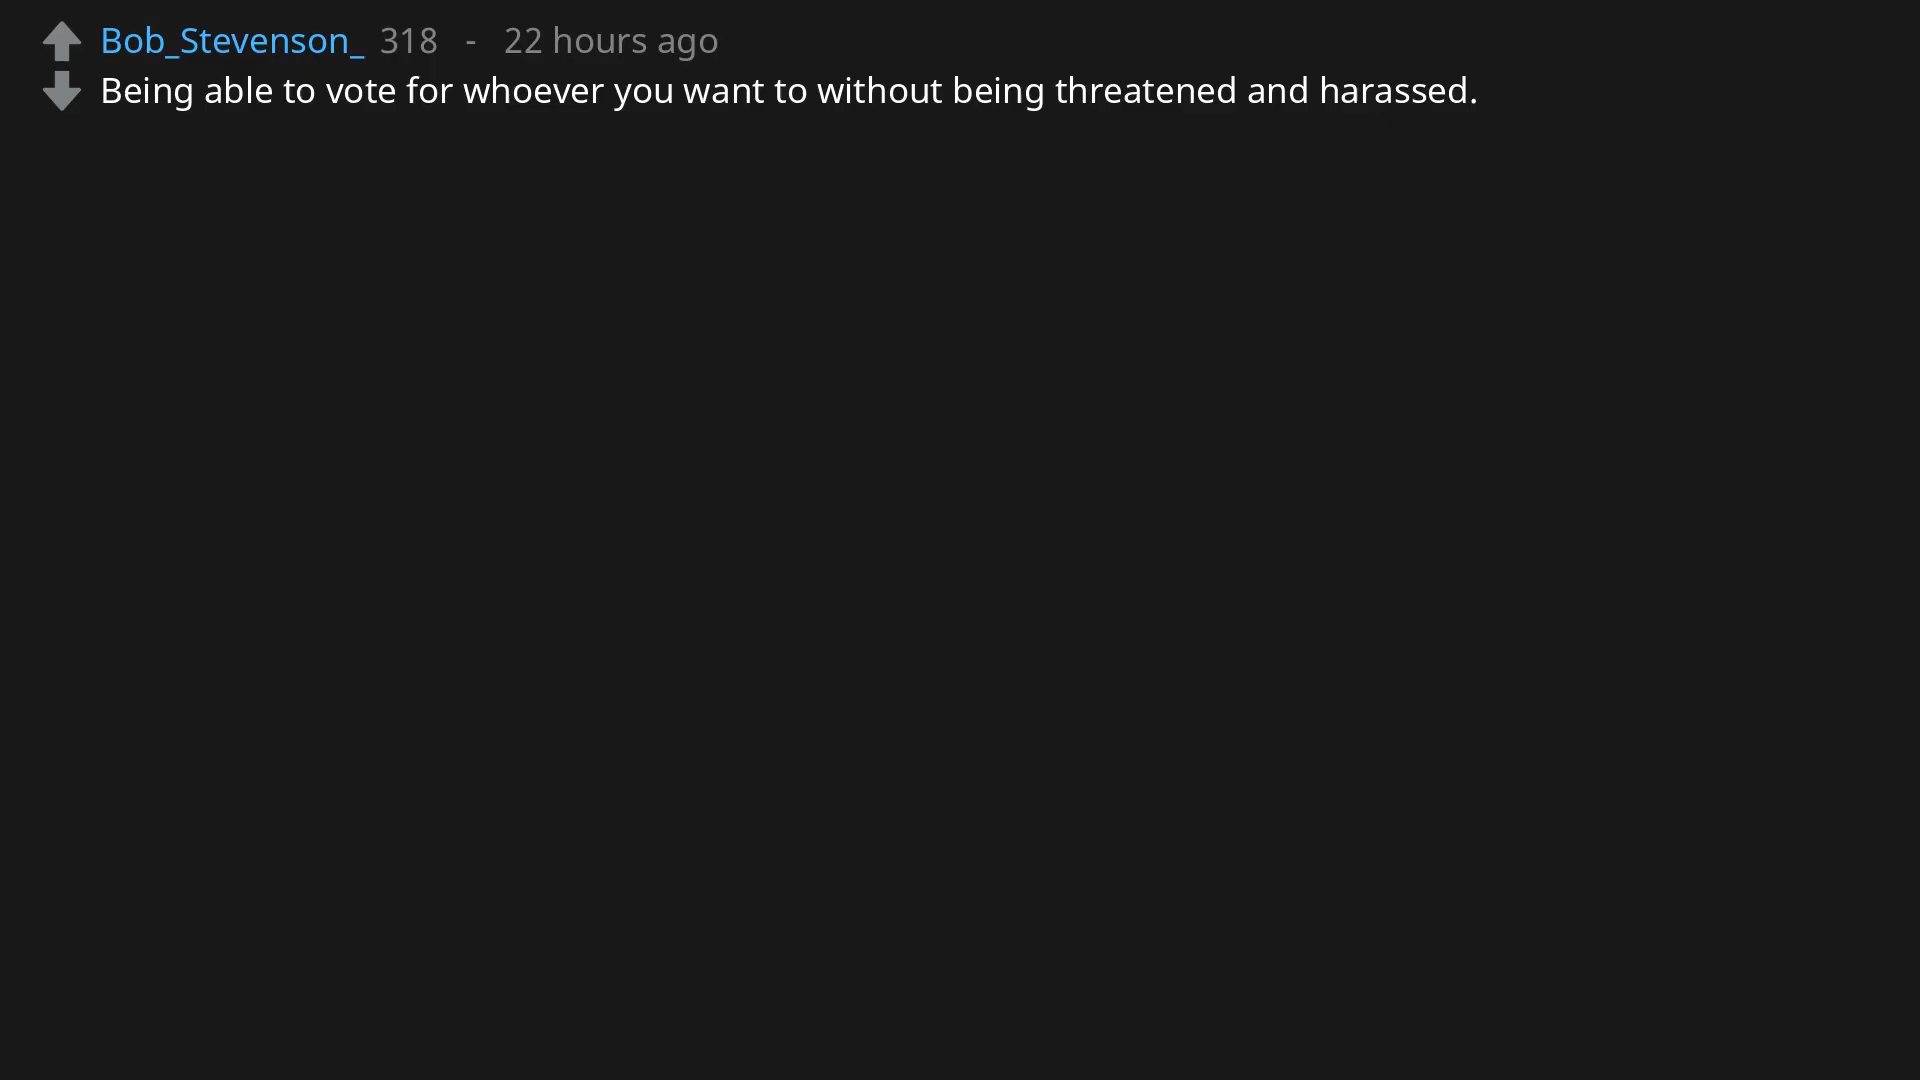 Bob_Stevenson_ 318 - 22 hours ago
Being able to vote for whoever you want to without being threatened and harassed.